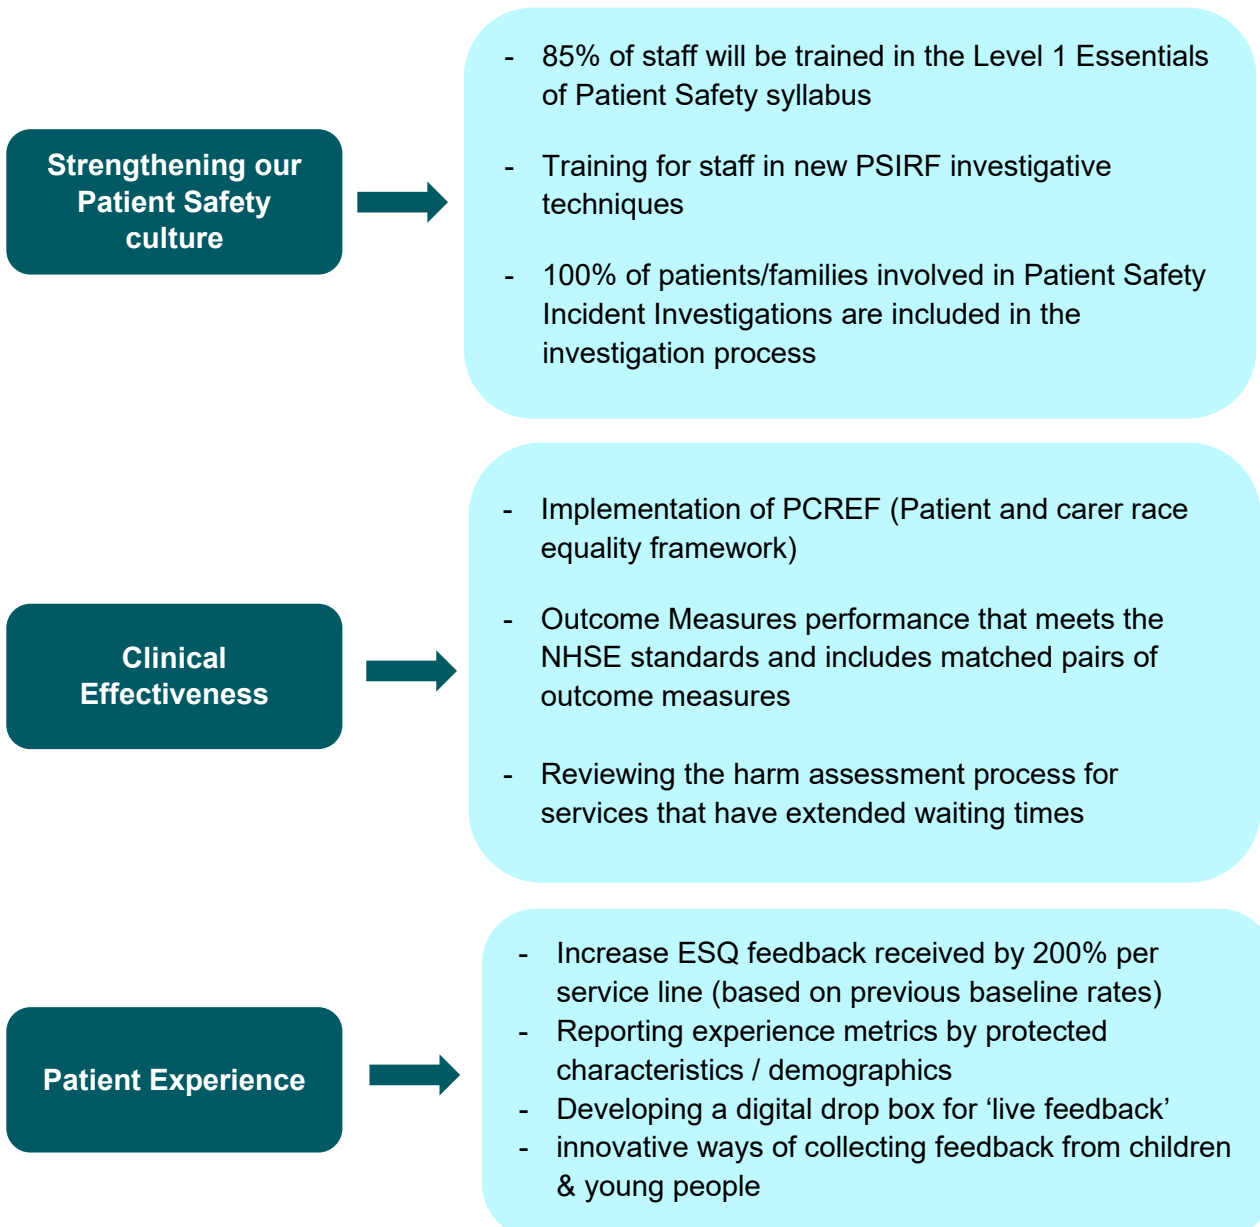 Strengthening our
Patient Safety
culture
- 85% of staff will be trained in the Level 1 Essentials
of Patient Safety syllabus
- Training for staff in new PSIRF investigative
techniques
- 100% of patients/families involved in Patient Safety
Incident Investigations are included in the
investigation process
Clinical
Effectiveness
- Implementation of PCREF (Patient and carer race
equality framework)
- Outcome Measures performance that meets the
NHSE standards and includes matched pairs of
outcome measures
- Reviewing the harm assessment process for
services that have extended waiting times
Patient Experience
- Increase ESQ feedback received by 200% per
service line (based on previous baseline rates)
- Reporting experience metrics by protected
characteristics / demographics
- Developing a digital drop box for ‘live feedback’
- innovative ways of collecting feedback from children
& young people